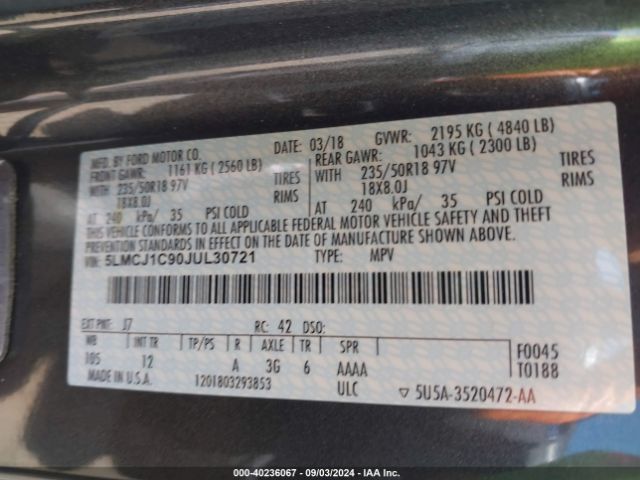 MFD. BY FORD MOTOR CO. DATE: 03/18 GVWR: 2195 KG ( 4840 LB)
FRONT GAWR: 1161 KG ( 2560 LB) REAR GAWR: 1043 KG ( 2300 LB)
WITH 235/50R18 97V TIRES WITH 235/50R18 97V TIRES
18X8.0J RIMS 18X8.0J RIMS
AT 240 kPa/ 35 PSI COLD AT 240 kPa/ 35 PSI COLD
THIS VEHICLE CONFORMS TO ALL APPLICABLE FEDERAL MOTOR VEHICLE SAFETY AND THEFT
PREVENTION STANDARDS IN EFFECT ON THE DATE OF MANUFACTURE SHOWN ABOVE.
VIN: 5LMCJ1C90JUL30721 TYPE: MPV
EXT PNT: J7 RC: 42 DSO:
WB INT TR TP/PS R AXLE TR SPR F0045
105 12 A 3G 6 AAAA T0188
MADE IN U.S.A. 1201803293853 ULC ▽ 5U5A-3520472-AA
000-40236067 - 09/03/2024 - IAA Inc.